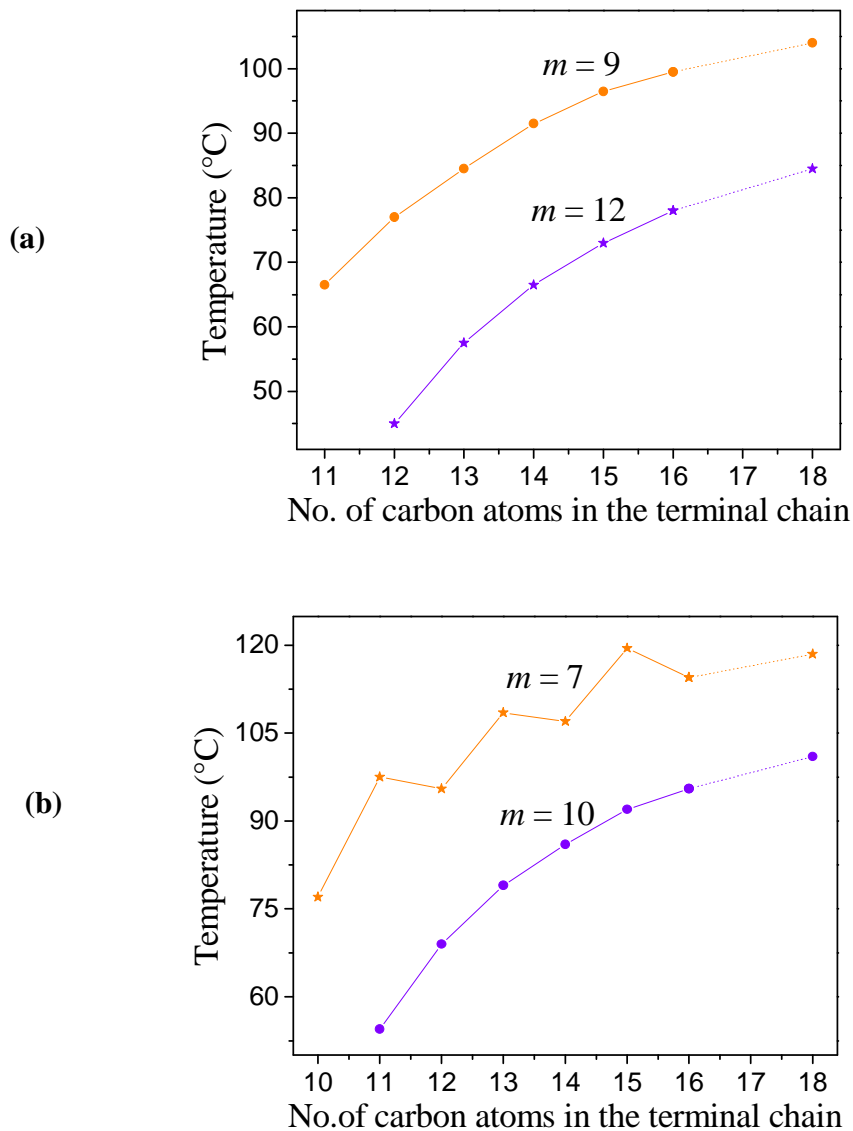 (a)
Temperature (°C)
100
90
80
70
60
50
m = 9
m = 12
11 12 13 14 15 16 17 18
No. of carbon atoms in the terminal chain
(b)
Temperature (°C)
120
105
90
75
60
m = 7
m = 10
10 11 12 13 14 15 16 17 18
No.of carbon atoms in the terminal chain